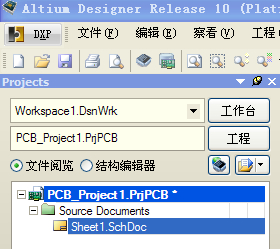 Altium Designer Release 10 (Plat
DXP 文件 (F) 编辑 (E) 察看 (V) 工程
Projects
Workspace1.DsnWrk 工作台
PCB_Project1.PrjPCB 工程
文件阅览 结构编辑器
PCB_Project1.PrjPCB *
Source Documents
Sheet1.SchDoc